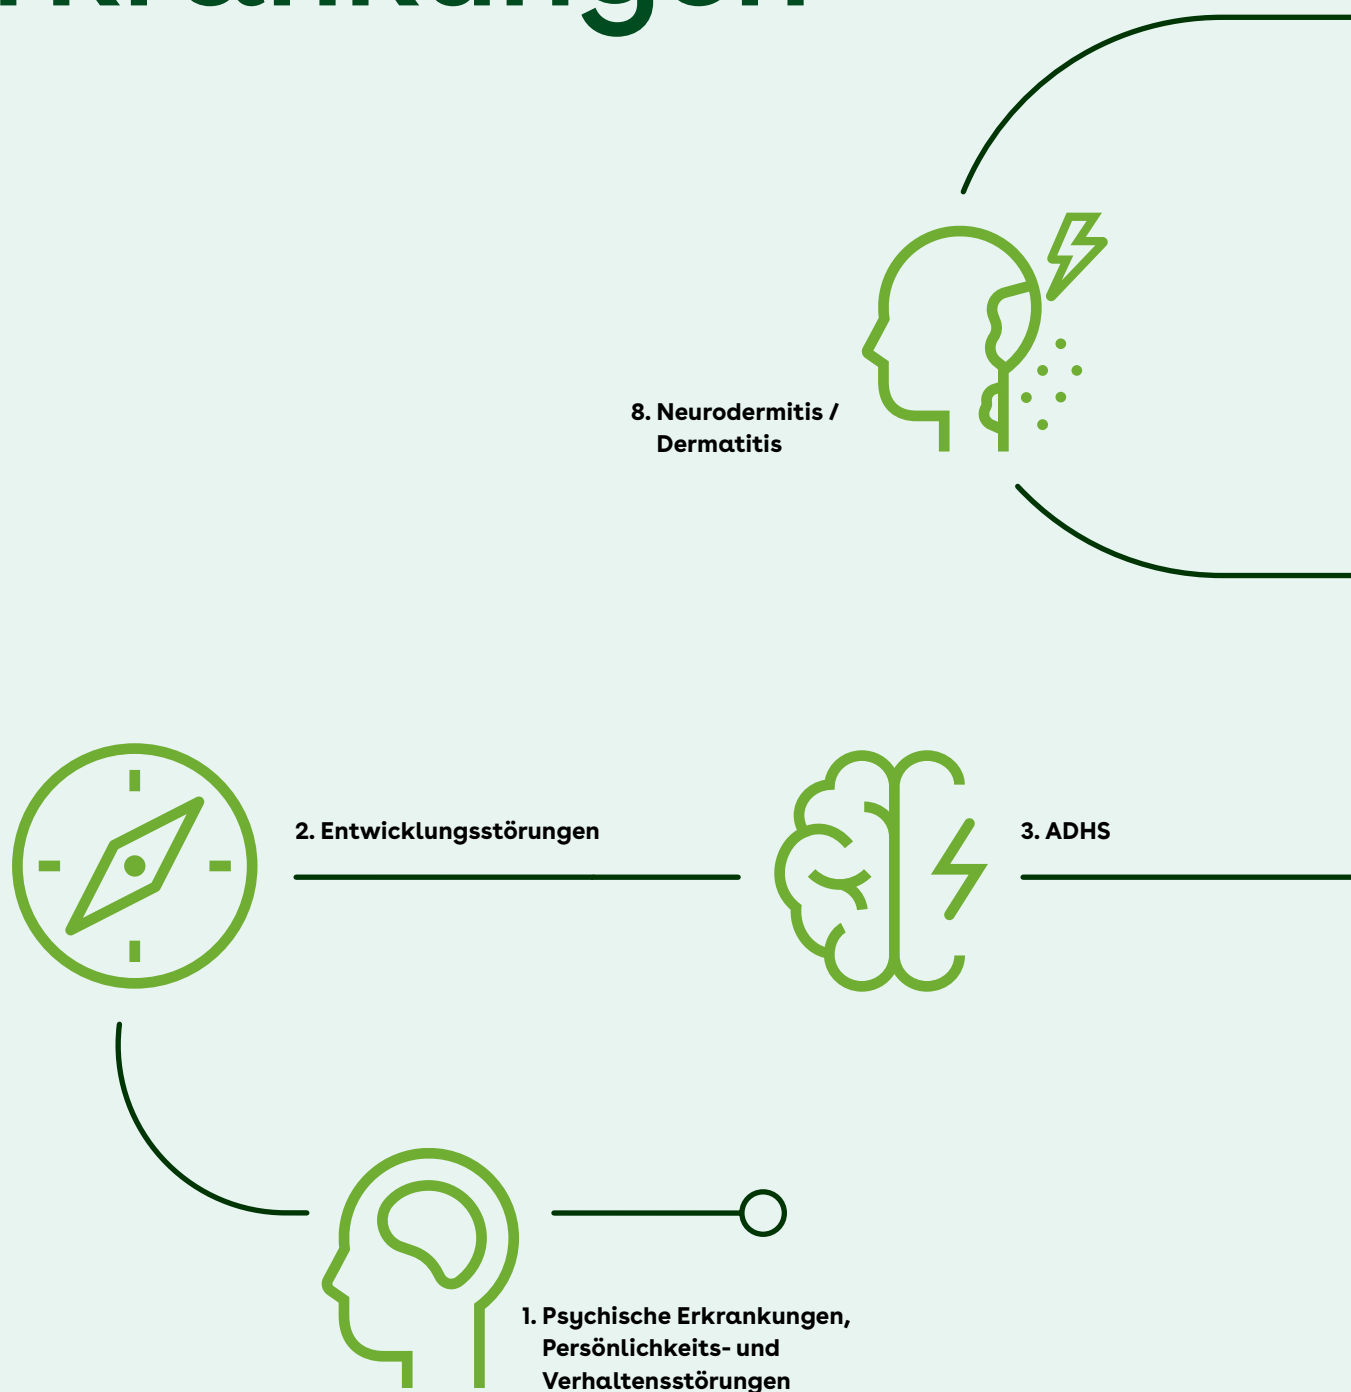 8. Neurodermitis /
Dermatitis
2. Entwicklungsstörungen
3. ADHS
1. Psychische Erkrankungen,
Persönlichkeits- und
Verhaltensstörungen